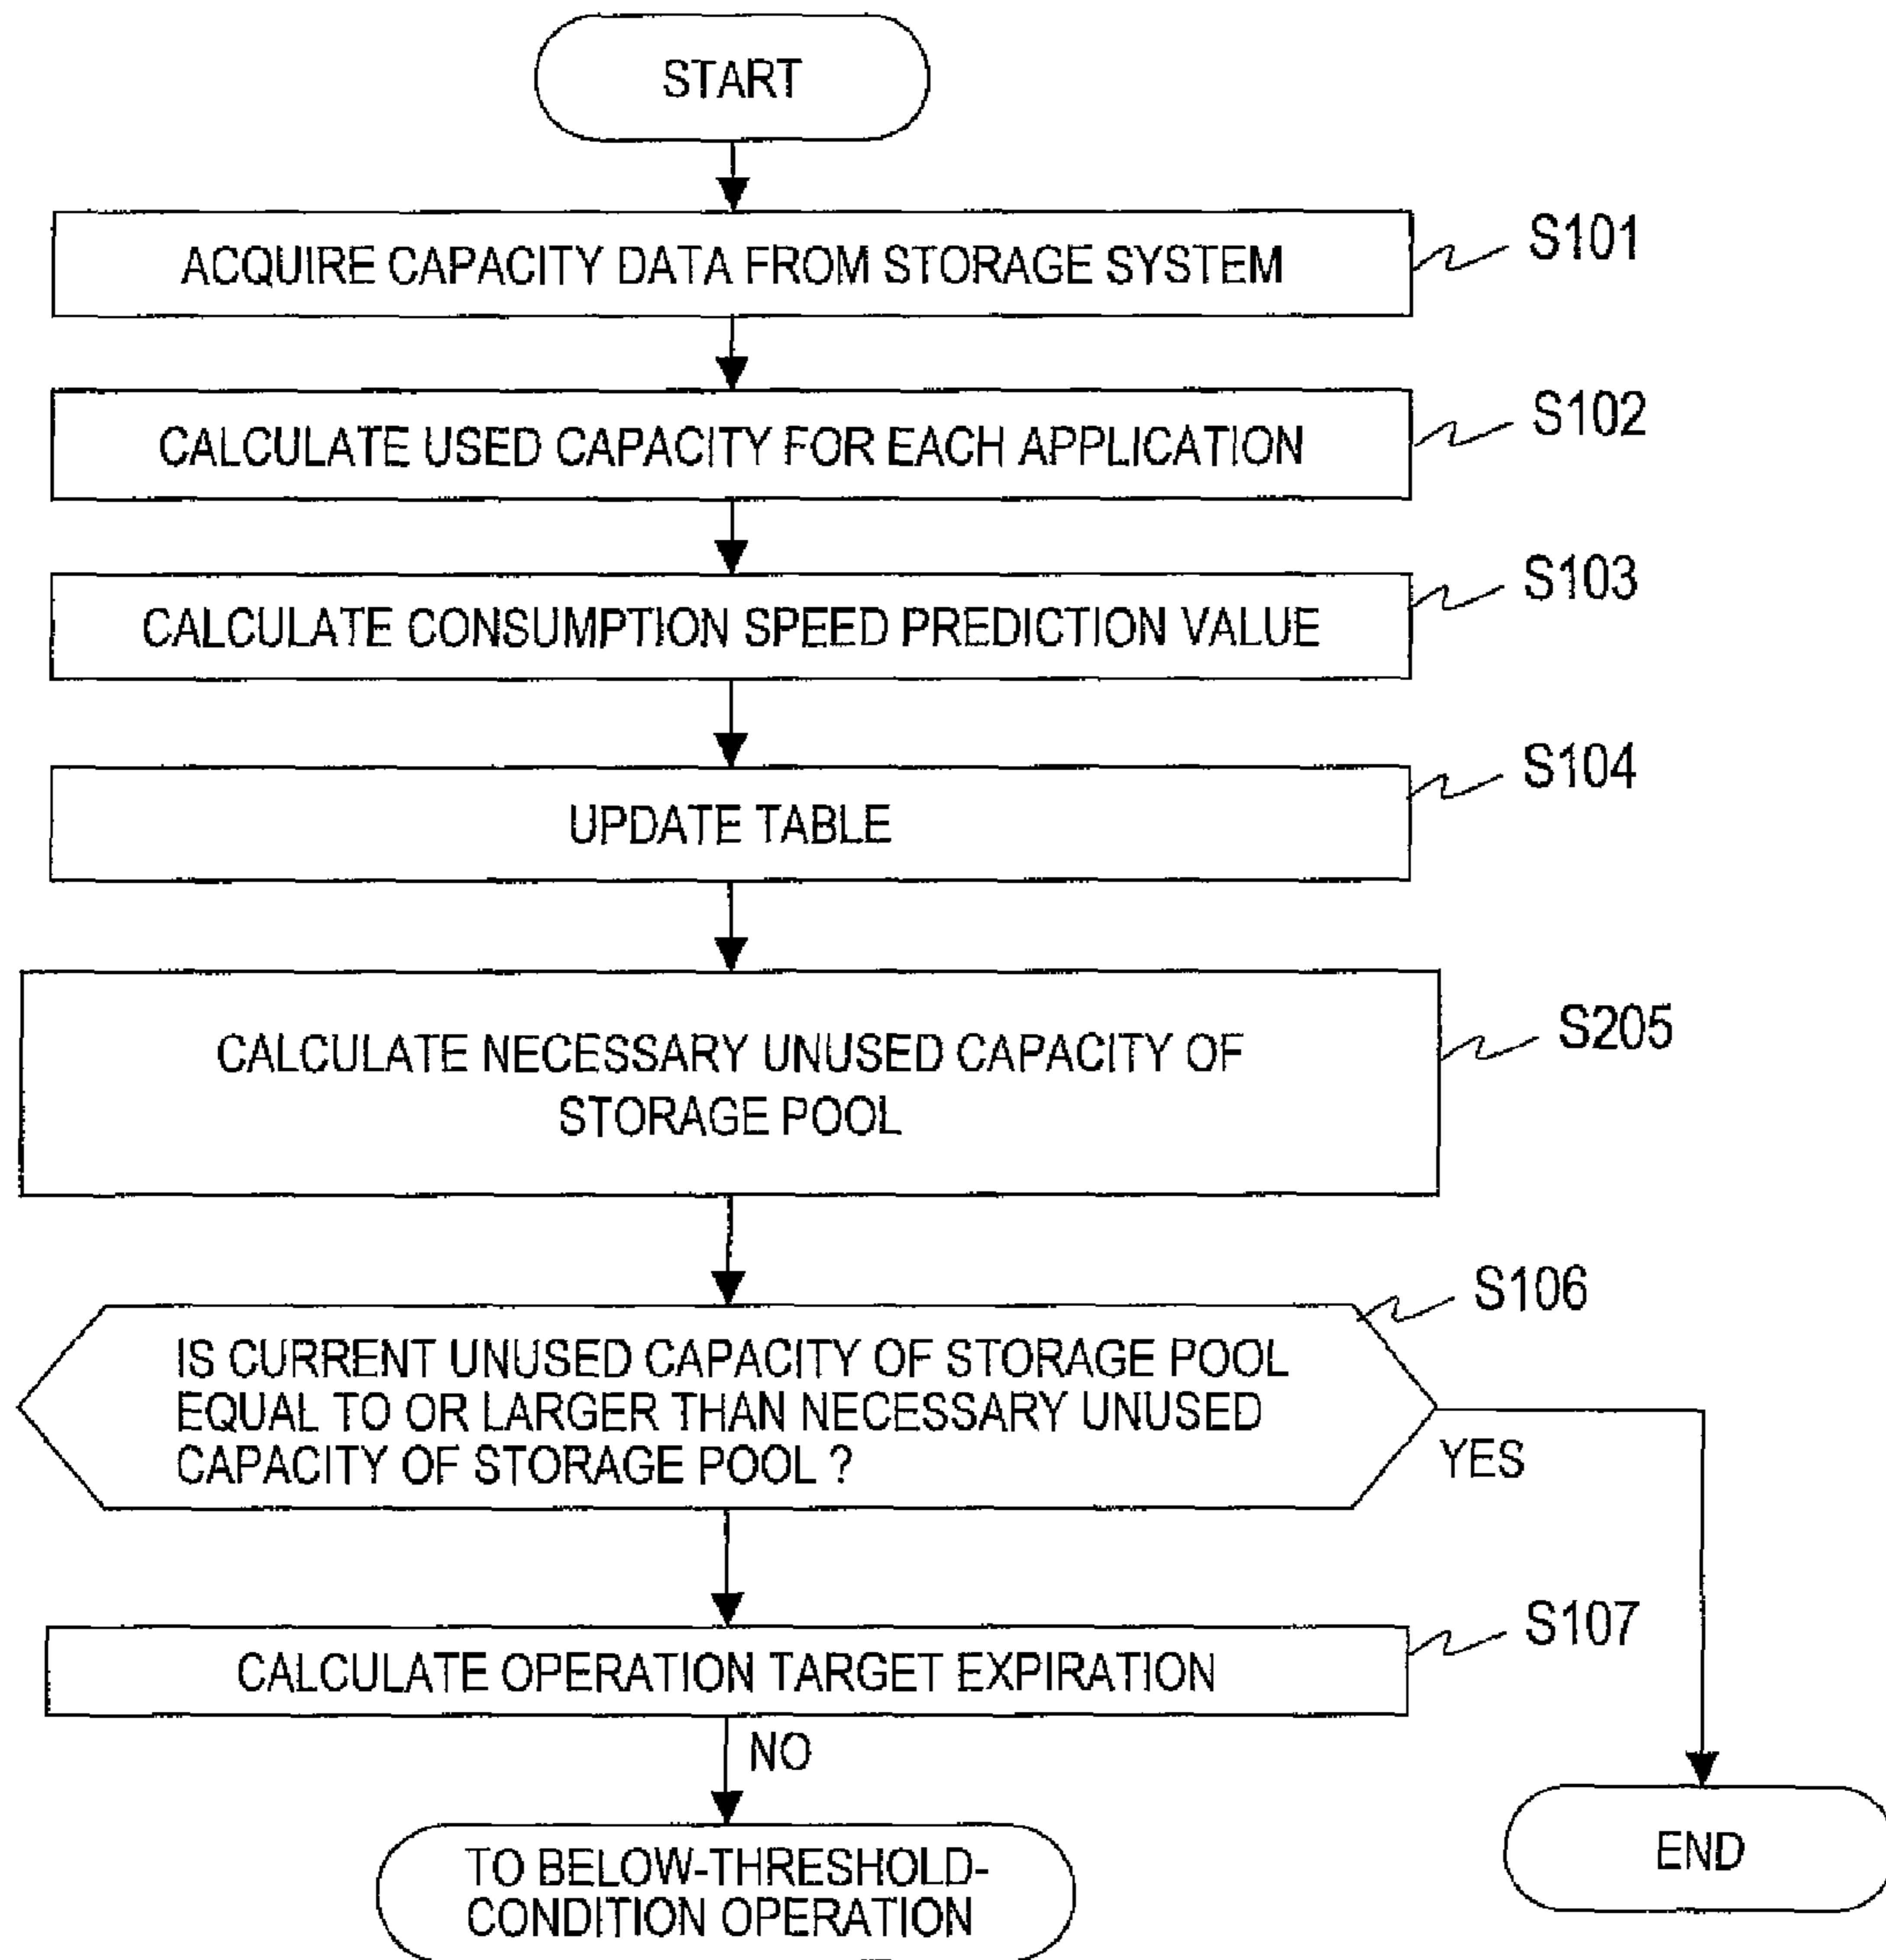 START
ACQUIRE CAPACITY DATA FROM STORAGE SYSTEM
S101
CALCULATE USED CAPACITY FOR EACH APPLICATION
S102
CALCULATE CONSUMPTION SPEED PREDICTION VALUE
S103
UPDATE TABLE
S104
CALCULATE NECESSARY UNUSED CAPACITY OF
STORAGE POOL
S205
IS CURRENT UNUSED CAPACITY OF STORAGE POOL
EQUAL TO OR LARGER THAN NECESSARY UNUSED
CAPACITY OF STORAGE POOL ?
S106
YES
CALCULATE OPERATION TARGET EXPIRATION
S107
NO
TO BELOW-THRESHOLD-
CONDITION OPERATION
END